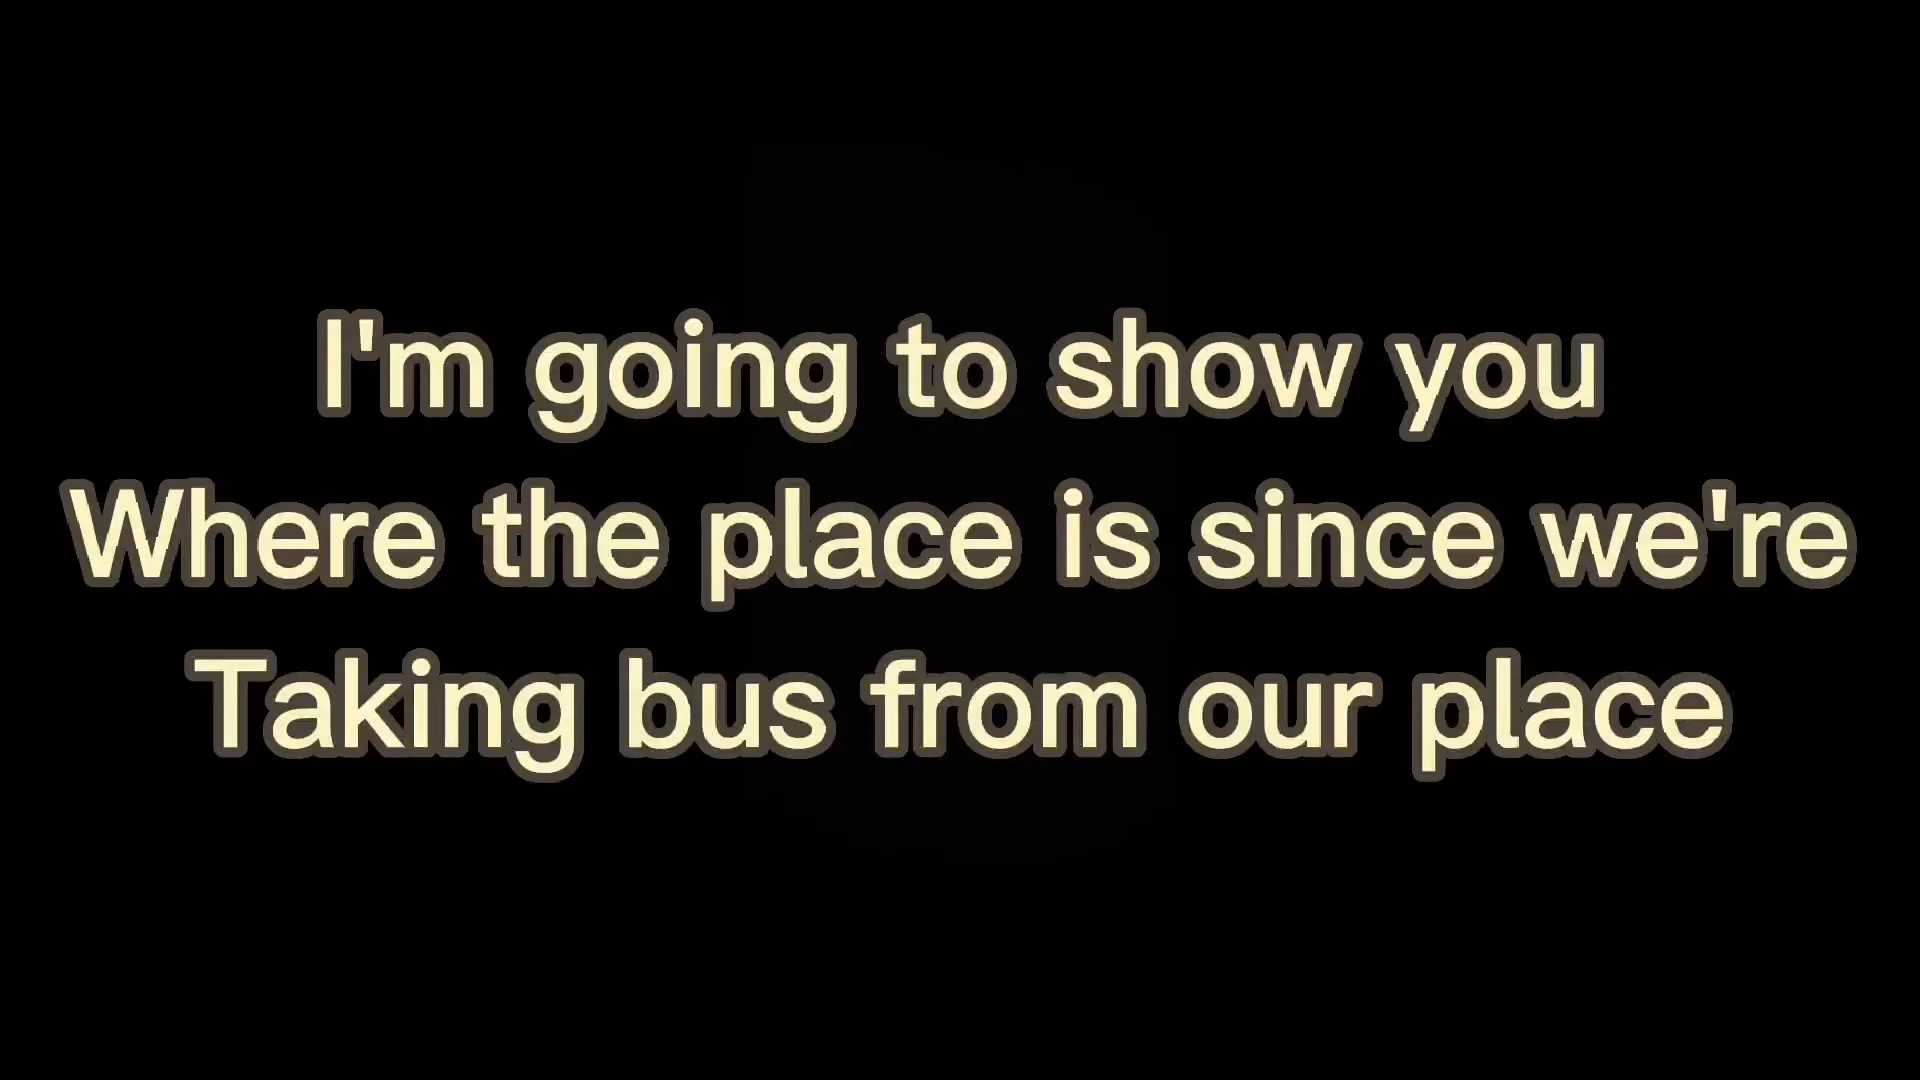 I'm going to show you
Where the place is since we're
Taking bus from our place